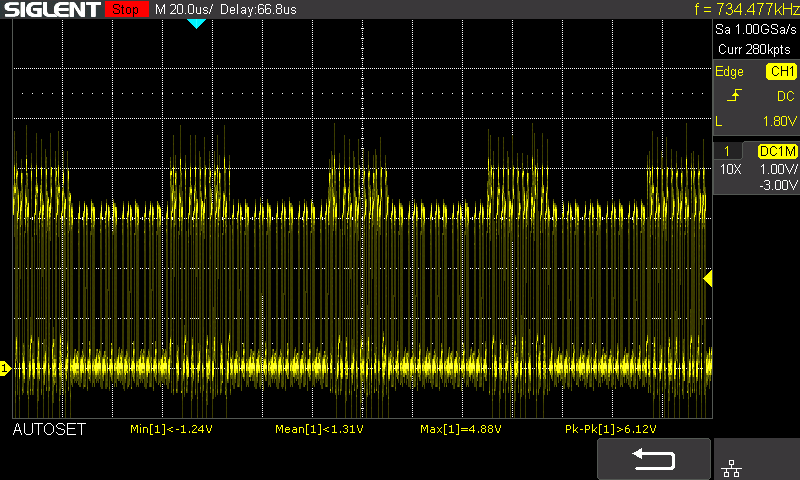 SIGLENT Stop M 20.0us/ Delay:66.8us f = 734.477kHz
Sa 1.00GSa/s
Curr 280kpts
Edge CH1
DC
L 1.80V
1 DC1M
10X 1.00V/
-3.00V
1
AUTOSET Min[1]<-1.24V Mean[1]<1.31V Max[1]=4.88V Pk-Pk[1]>6.12V